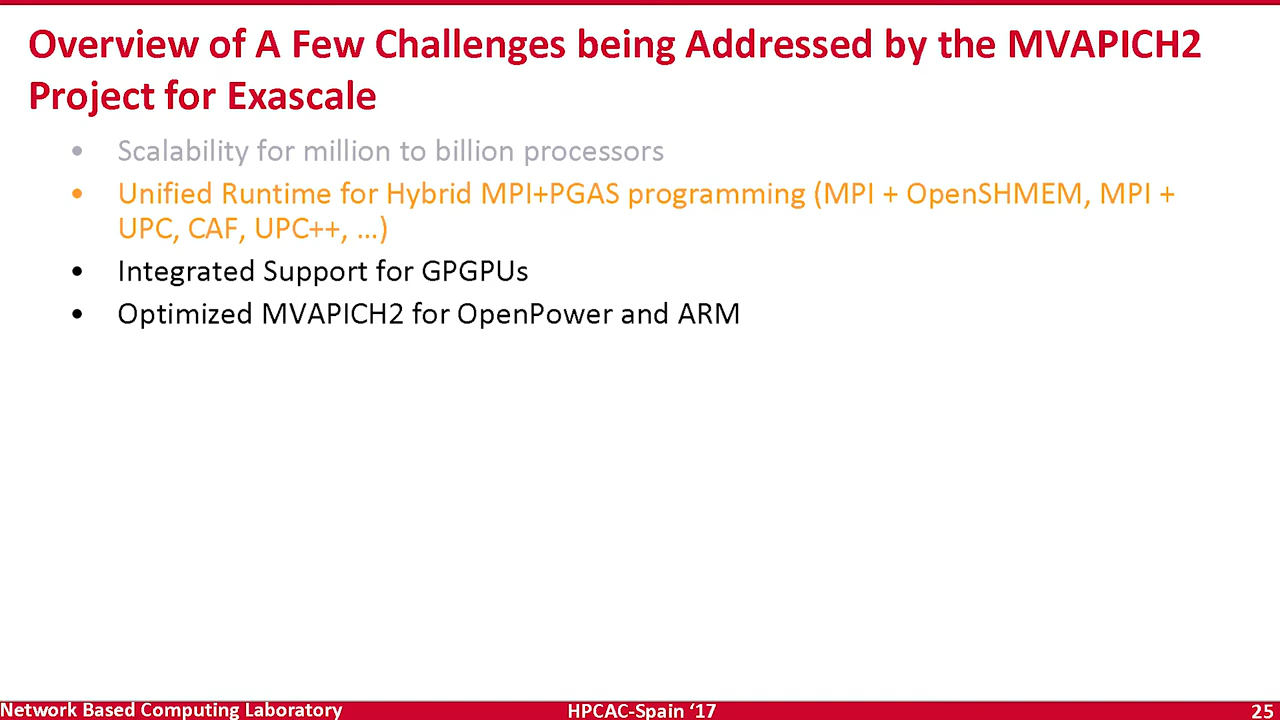 Overview of A Few Challenges being Addressed by the MVAPICH2
Project for Exascale
• Scalability for million to billion processors
• Unified Runtime for Hybrid MPI+PGAS programming (MPI + OpenSHMEM, MPI +
UPC, CAF, UPC++, …)
• Integrated Support for GPGPUs
• Optimized MVAPICH2 for OpenPower and ARM
Network Based Computing Laboratory
HPCAC-Spain ‘17
25